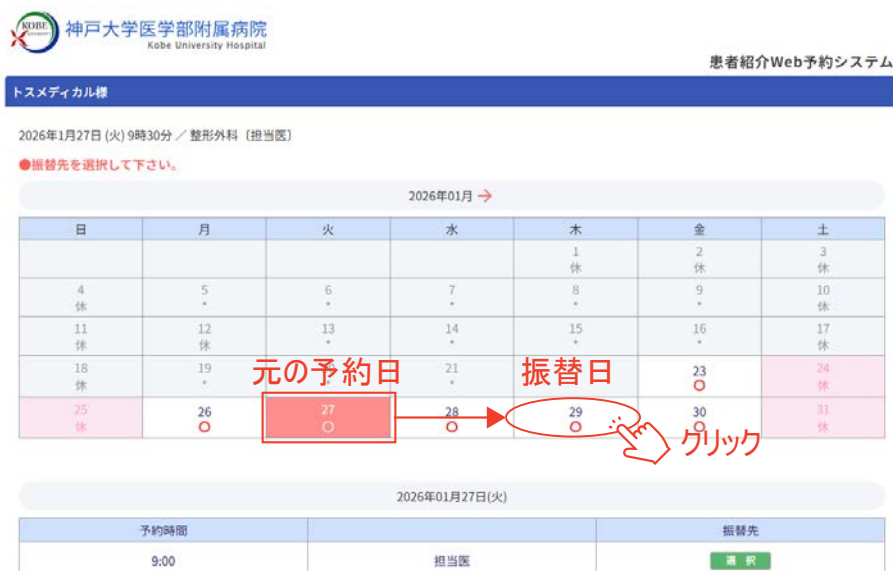 KOBE
神戸大学医学部附属病院
Kobe University Hospital
患者紹介Web予約システム
トスメディカル様
2026年1月27日 (火) 9時30分 ／ 整形外科〔担当医〕
●振替先を選択して下さい。
2026年01月 →
日 月 火 水 木 金 土
1 2 3
休 休 休
4 5 6 7 8 9 10
休 * * * * * 休
11 12 13 14 15 16 17
休 休 * * * * 休
18 19 21 23 24
休 * * * ○ 休
元の予約日 振替日
25 26 27 28 29 30 31
休 ○ ○ ○ ○ ○ 休
クリック
2026年01月27日(火)
予約時間 振替先
9:00 担当医 選 択